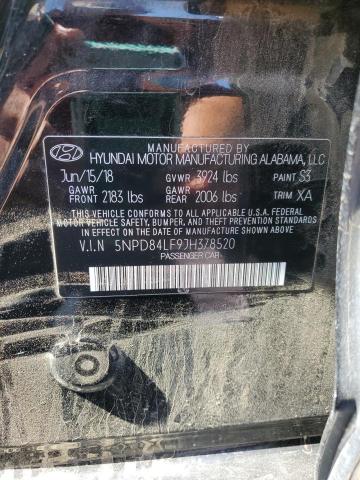 MANUFACTURED BY
HYUNDAI MOTOR MANUFACTURING ALABAMA, LLC
Jun/15/18 GVWR 3924 lbs PAINT S3
GAWR FRONT 2183 lbs GAWR REAR 2006 lbs TRIM XA
THIS VEHICLE CONFORMS TO ALL APPLICABLE U.S. FEDERAL
MOTOR VEHICLE SAFETY, BUMPER, AND THEFT PREVENTION
STANDARDS IN EFFECT ON THE DATE OF MANUFACTURE SHOWN ABOVE.
V.I.N 5NPD84LF9JH378520
PASSENGER CAR